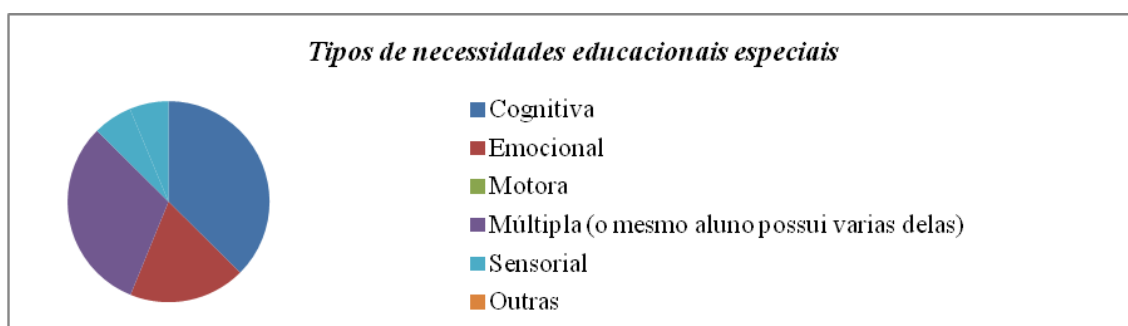 Tipos de necessidades educacionais especiais
Cognitiva
Emocional
Motora
Múltipla (o mesmo aluno possui varias delas)
Sensorial
Outras